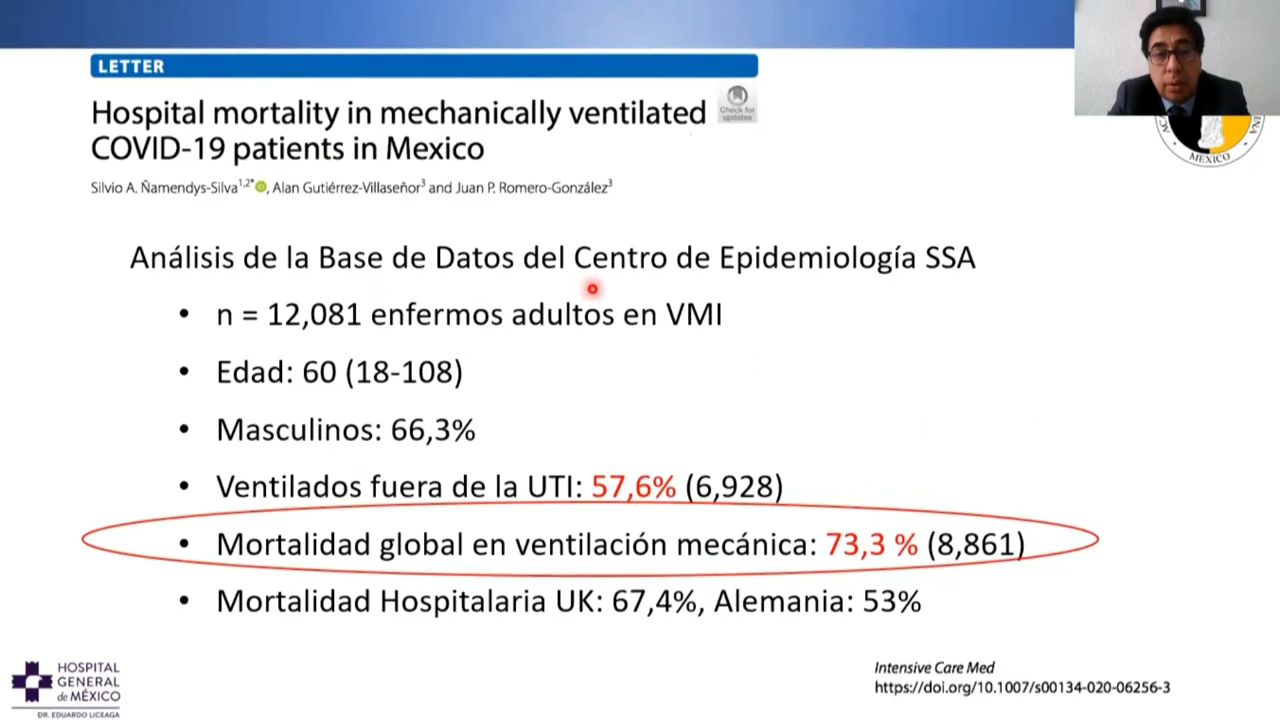 LETTER
Hospital mortality in mechanically ventilated
COVID-19 patients in Mexico
Check for
updates
Silvio A. Ñamendys-Silva1,2*, Alan Gutiérrez-Villaseñor3 and Juan P. Romero-González3
MEXICO
Análisis de la Base de Datos del Centro de Epidemiología SSA
• n = 12,081 enfermos adultos en VMI
• Edad: 60 (18-108)
• Masculinos: 66,3%
• Ventilados fuera de la UTI: 57,6% (6,928)
• Mortalidad global en ventilación mecánica: 73,3 % (8,861)
• Mortalidad Hospitalaria UK: 67,4%, Alemania: 53%
HOSPITAL
GENERAL
de MÉXICO
DR. EDUARDO LICEAGA
Intensive Care Med
https://doi.org/10.1007/s00134-020-06256-3